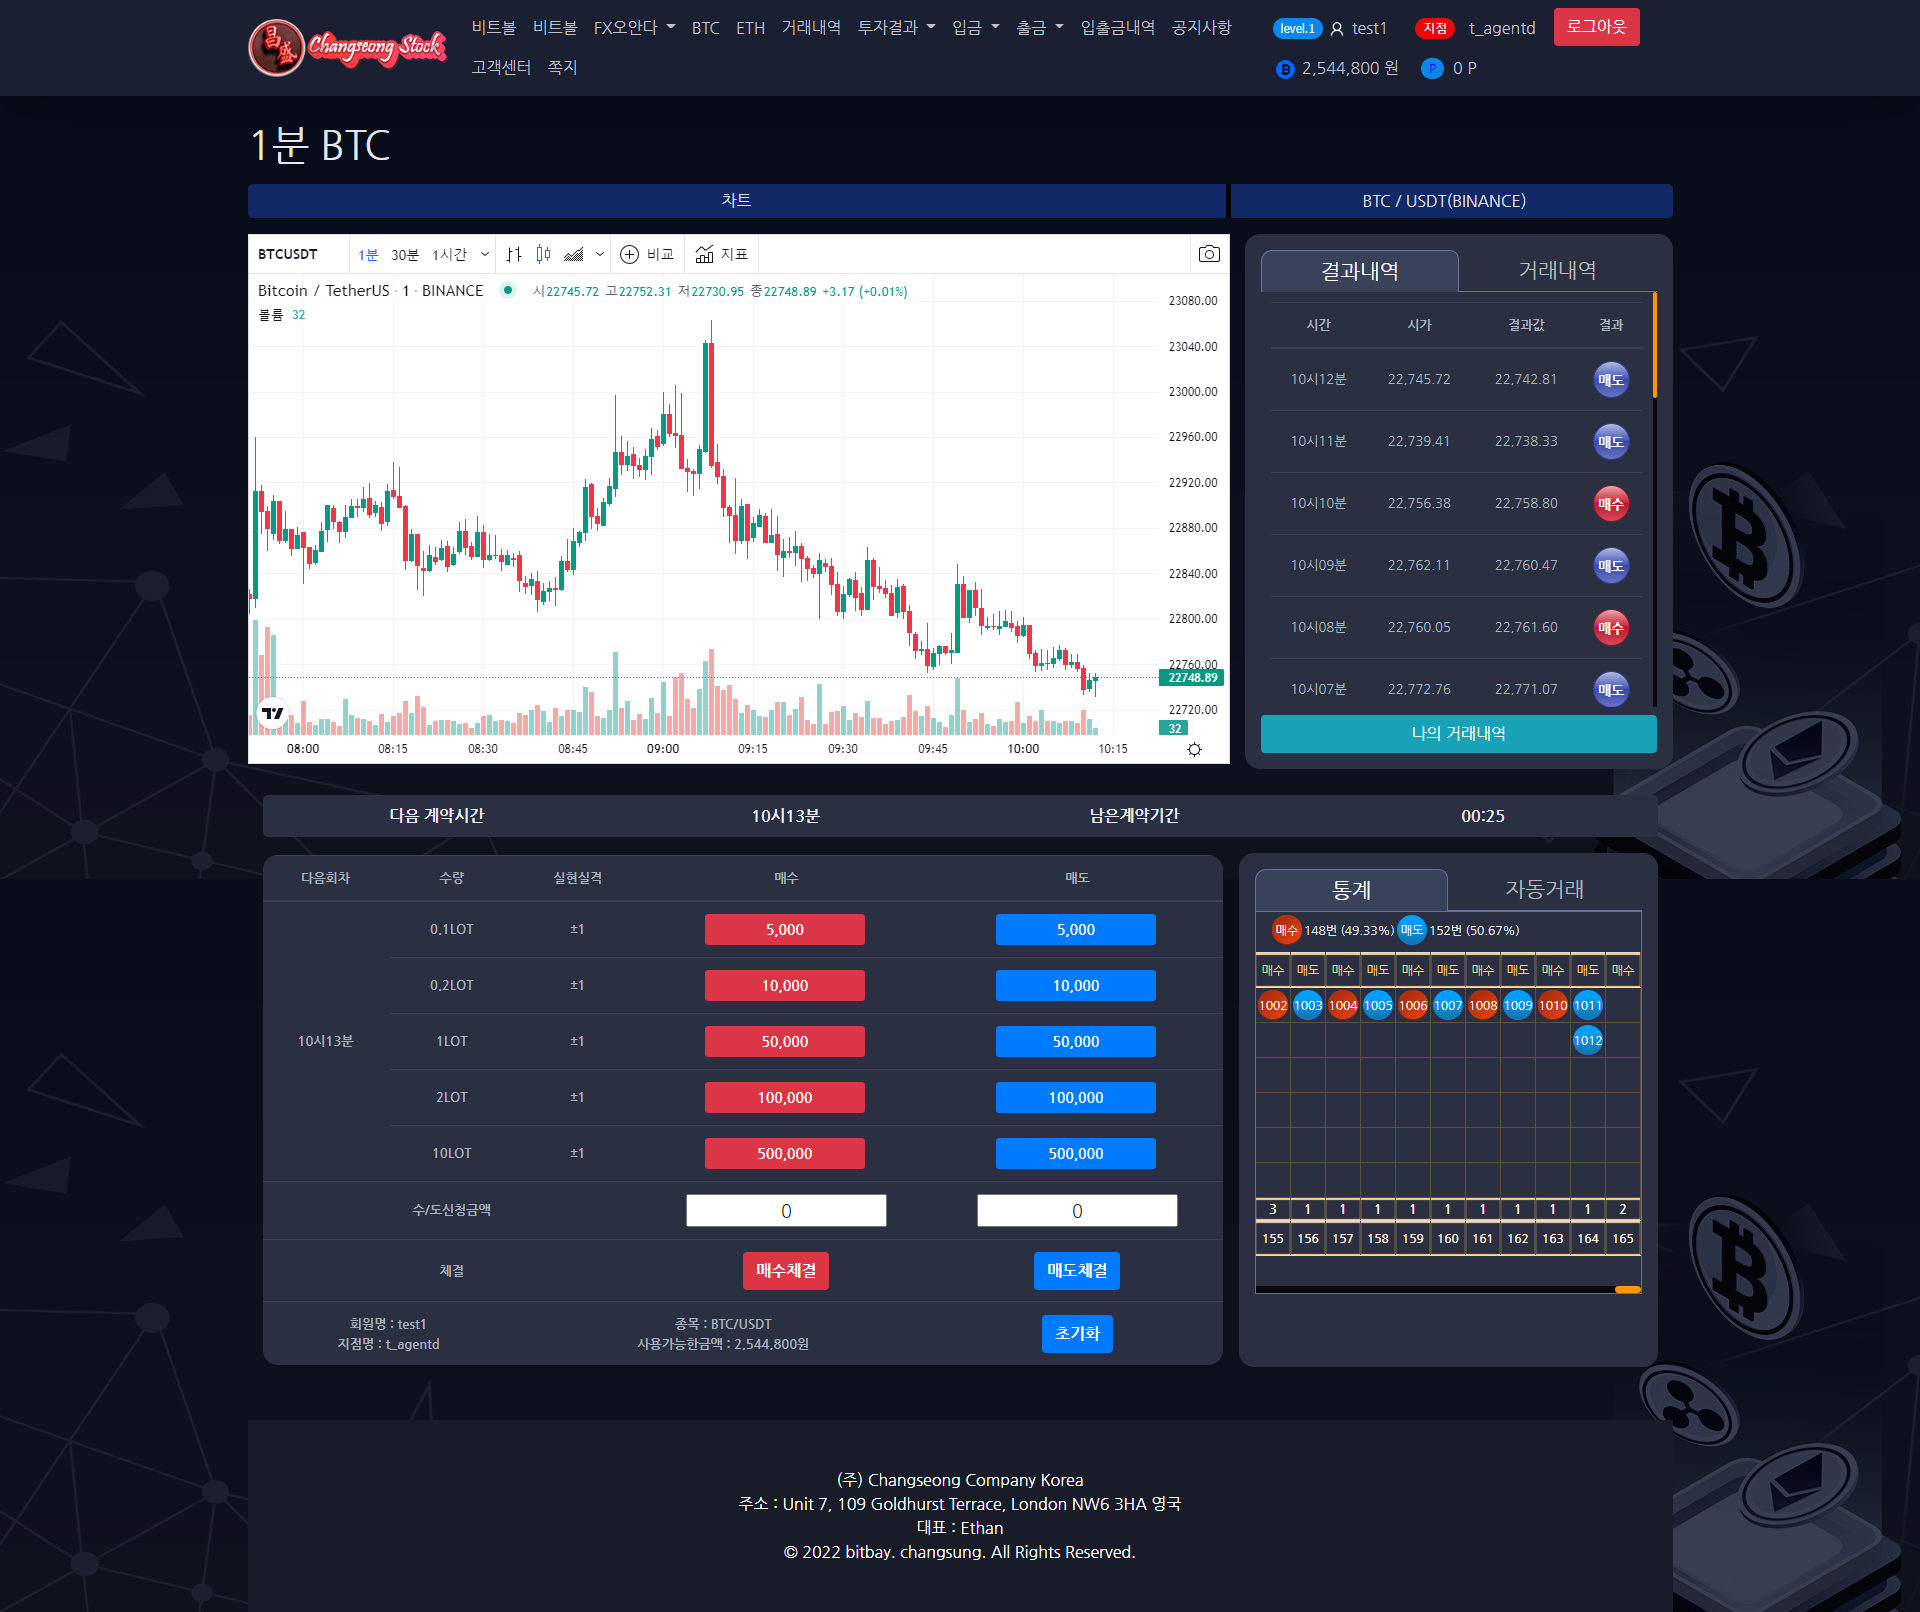 昌盛 Changseong Stock
비트볼 비트볼 FX오안다 BTC ETH 거래내역 투자결과 입금 출금 입출금내역 공지사항
고객센터 쪽지
level.1 test1 지점 t_agentd 로그아웃
B 2,544,800 원 P 0 P
1분 BTC
차트
BTC / USDT(BINANCE)
BTCUSDT 1분 30분 1시간 비교 지표
Bitcoin / TetherUS · 1 · BINANCE 시22745.72 고22752.31 저22730.95 종22748.89 +3.17 (+0.01%)
볼륨 32
23080.00
23040.00
23000.00
22960.00
22920.00
22880.00
22840.00
22800.00
22760.00
22748.89
22720.00
32
08:00 08:15 08:30 08:45 09:00 09:15 09:30 09:45 10:00 10:15
결과내역 거래내역
시간 시가 결과값 결과
10시12분 22,745.72 22,742.81 매도
10시11분 22,739.41 22,738.33 매도
10시10분 22,756.38 22,758.80 매수
10시09분 22,762.11 22,760.47 매도
10시08분 22,760.05 22,761.60 매수
10시07분 22,772.76 22,771.07 매도
나의 거래내역
다음 계약시간 10시13분 남은계약기간 00:25
다음회차 수량 실현실격 매수 매도
10시13분
0.1LOT ±1 5,000 5,000
0.2LOT ±1 10,000 10,000
1LOT ±1 50,000 50,000
2LOT ±1 100,000 100,000
10LOT ±1 500,000 500,000
수/도신청금액 0 0
체결 매수체결 매도체결
회원명 : test1
지점명 : t_agentd
종목 : BTC/USDT
사용가능한금액 : 2,544,800원
초기화
통계 자동거래
매수 148번 (49.33%) 매도 152번 (50.67%)
매수 매도 매수 매도 매수 매도 매수 매도 매수 매도 매수
1002 1003 1004 1005 1006 1007 1008 1009 1010 1011
1012
3 1 1 1 1 1 1 1 1 1 2
155 156 157 158 159 160 161 162 163 164 165
(주) Changseong Company Korea
주소 : Unit 7, 109 Goldhurst Terrace, London NW6 3HA 영국
대표 : Ethan
© 2022 bitbay. changsung. All Rights Reserved.